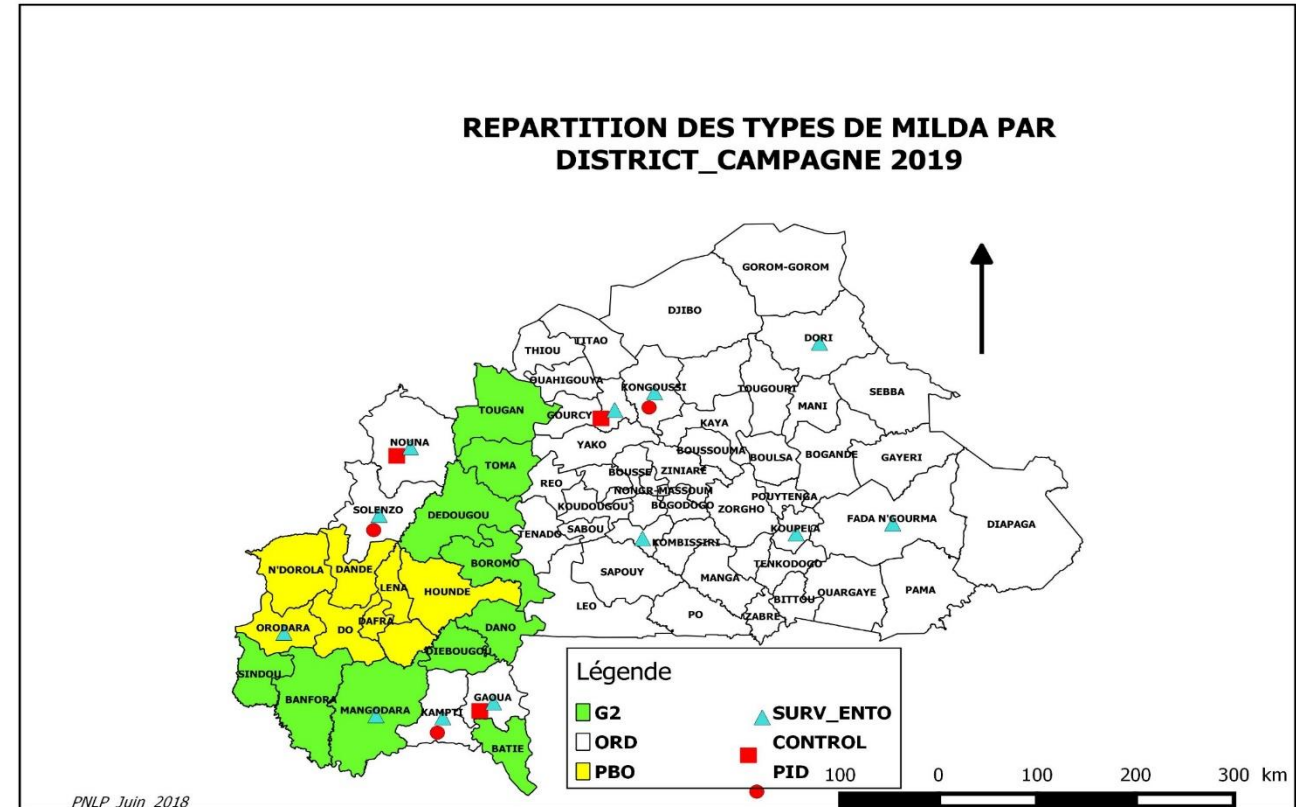 REPARTITION DES TYPES DE MILDA PAR
DISTRICT_CAMPAGNE 2019
GOROM-GOROM
DJIBO
DORI
TITAO
THIOU
OUAHIGOUYA
KONGOUSSI
TOUGOURI
SEBBA
MANI
TOUGAN
GOURCY
KAYA
NOUNA
YAKO
BOUSSOUMA
BOULSA
BOGANDE
GAYERI
TOMA
BOUSSE
ZINIARE
REO
NONGR-MASSOUM
POUYTENGA
SOLENZO
DEDOUGOU
KOUDOUGOU
BOGODOGO
ZORGHO
FADA N'GOURMA
DIAPAGA
TENADO
SABOU
KOUPELA
KOMBISSIRI
N'DOROLA
DANDE
BOROMO
SAPOUY
MANGA
TENKODOGO
LENA
HOUNDE
OUARGAYE
PAMA
LEO
PO
BITTOU
ZABRE
ORODARA
DO
DAFRA
DANO
DIEBOUGOU
SINDOU
BANFORA
MANGODARA
KAMPTI
GAOUA
BATIE
Légende
G2
ORD
PBO
SURV_ENTO
CONTROL
PID
100 0 100 200 300 km
PNLP_Juin_2018